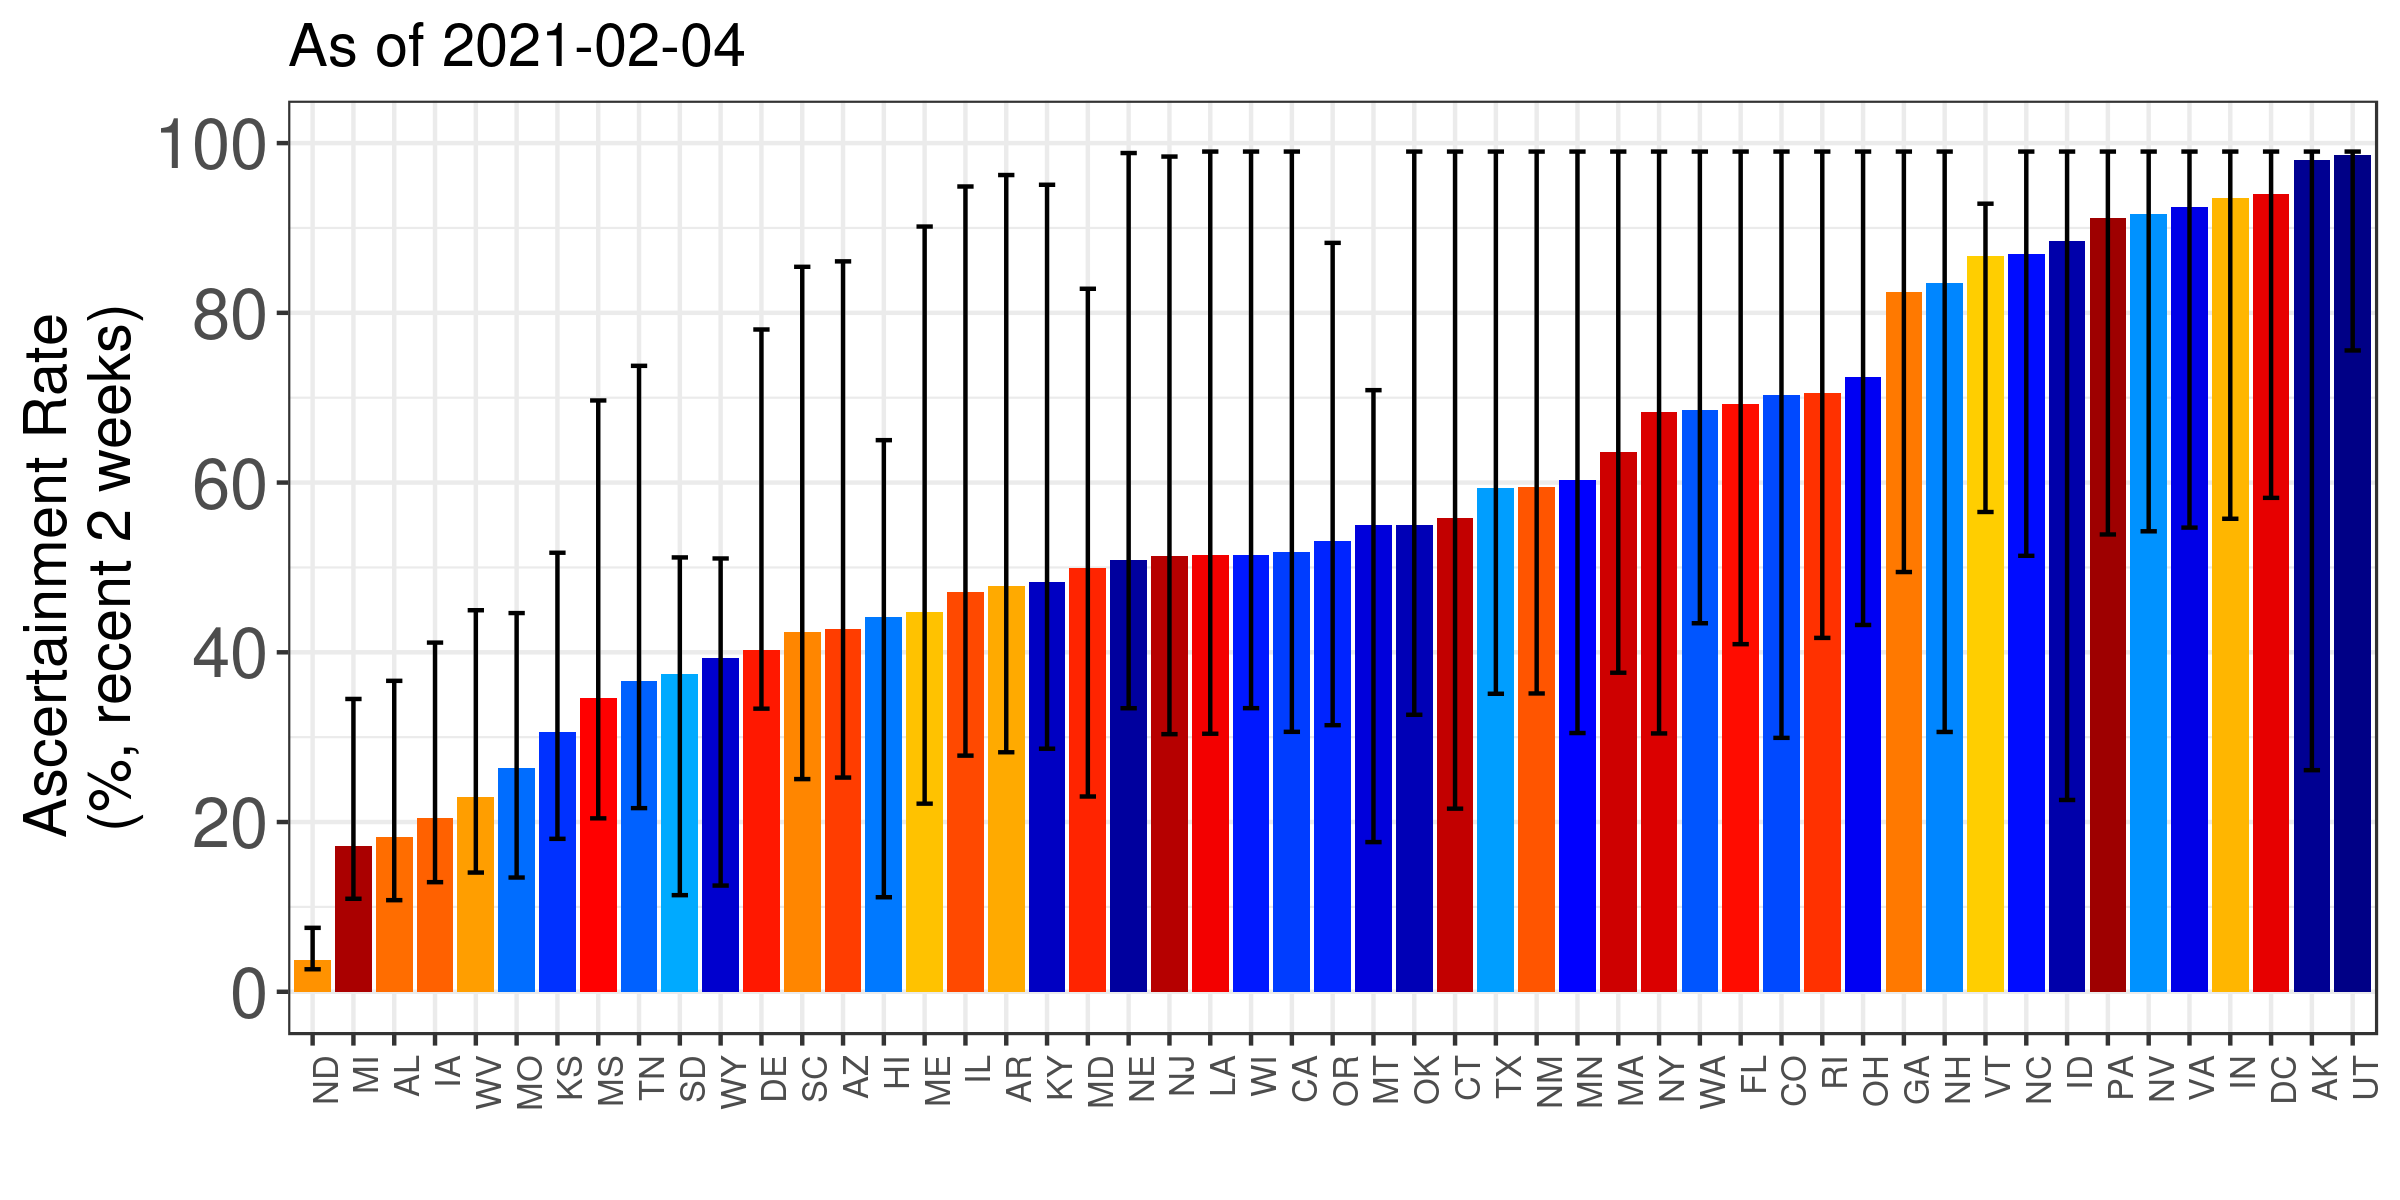 As of 2021-02-04
Ascertainment Rate
(%, recent 2 weeks)
100
80
60
40
20
0
ND MI AL IA WV MO KS MS TN SD WY DE SC AZ HI ME IL AR KY MD NE NJ LA WI CA OR MT OK CT TX NM MN MA NY WA FL CO RI OH GA NH VT NC ID PA NV VA IN DC AK UT